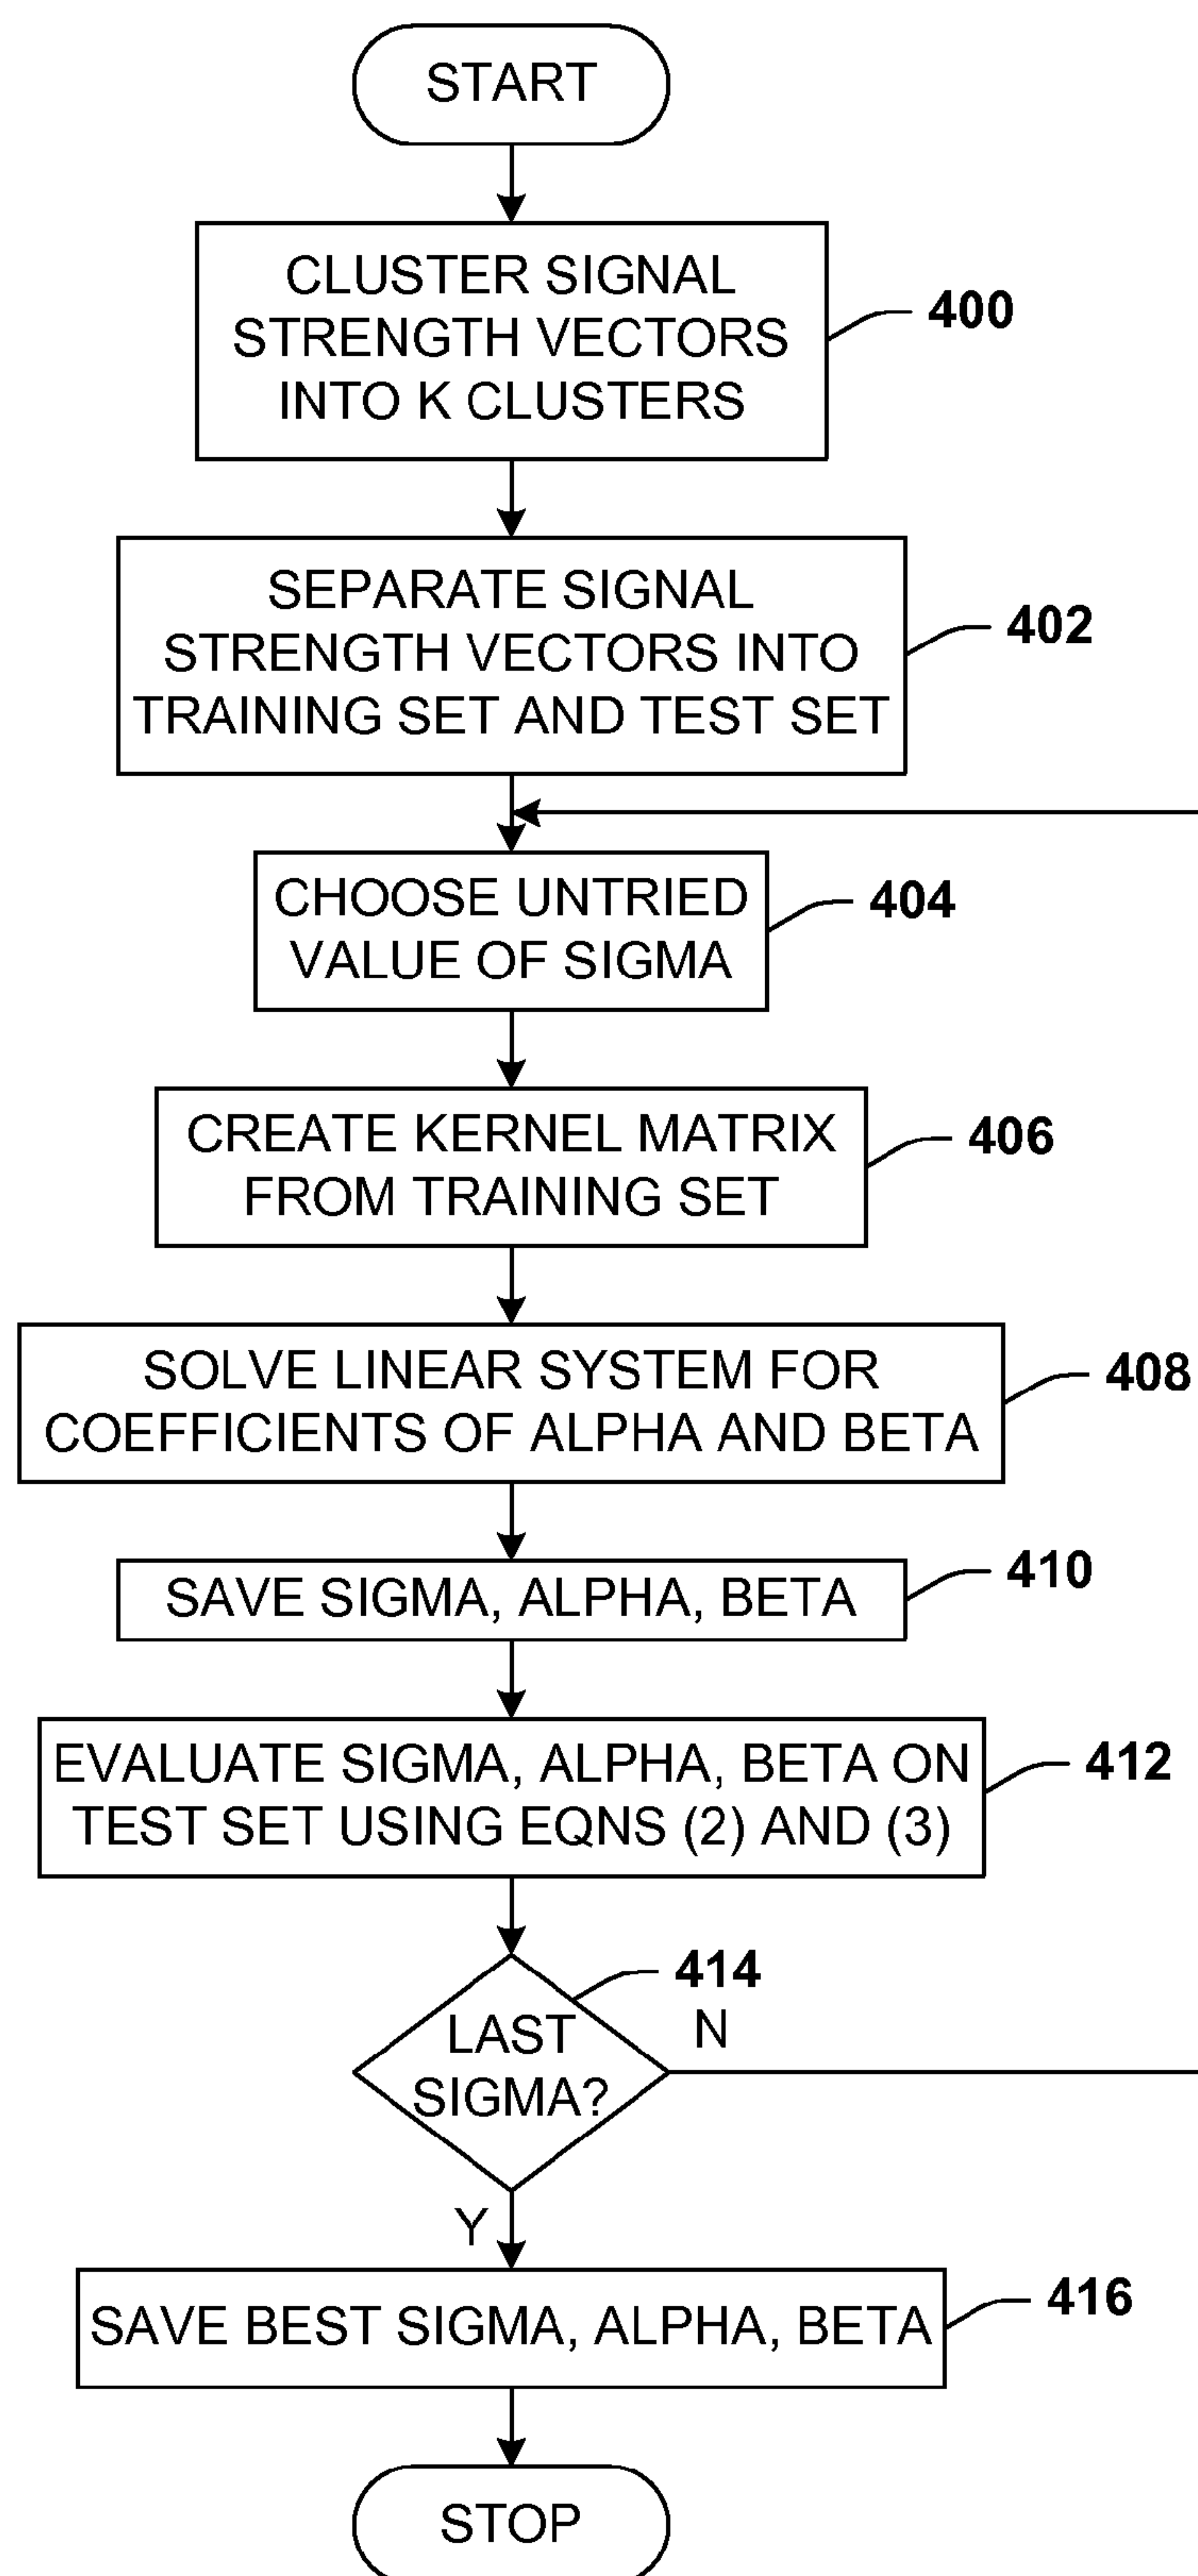 START
CLUSTER SIGNAL
STRENGTH VECTORS
INTO K CLUSTERS
400
SEPARATE SIGNAL
STRENGTH VECTORS INTO
TRAINING SET AND TEST SET
402
CHOOSE UNTRIED
VALUE OF SIGMA
404
CREATE KERNEL MATRIX
FROM TRAINING SET
406
SOLVE LINEAR SYSTEM FOR
COEFFICIENTS OF ALPHA AND BETA
408
SAVE SIGMA, ALPHA, BETA
410
EVALUATE SIGMA, ALPHA, BETA ON
TEST SET USING EQNS (2) AND (3)
412
LAST
SIGMA?
414
N
Y
SAVE BEST SIGMA, ALPHA, BETA
416
STOP